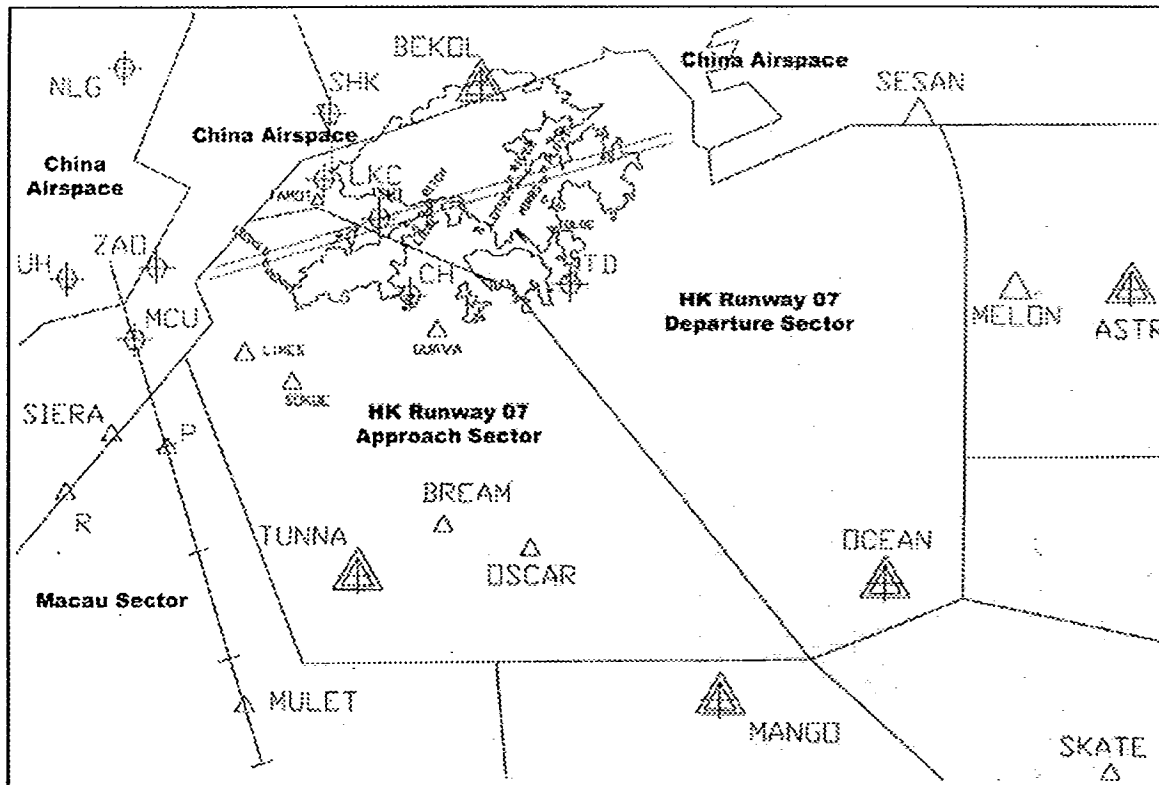 BEKOL
China Airspace
SESAN
NLG
SHK
China Airspace
China
Airspace
LKC
ZAO
UH
CH
TD
MCU
HK Runway 07
Departure Sector
MELON
ASTR
GUAVA
SIERA
HK Runway 07
Approach Sector
P
R
BREAM
TUNNA
OSCAR
OCEAN
Macau Sector
MULET
MANGO
SKATE